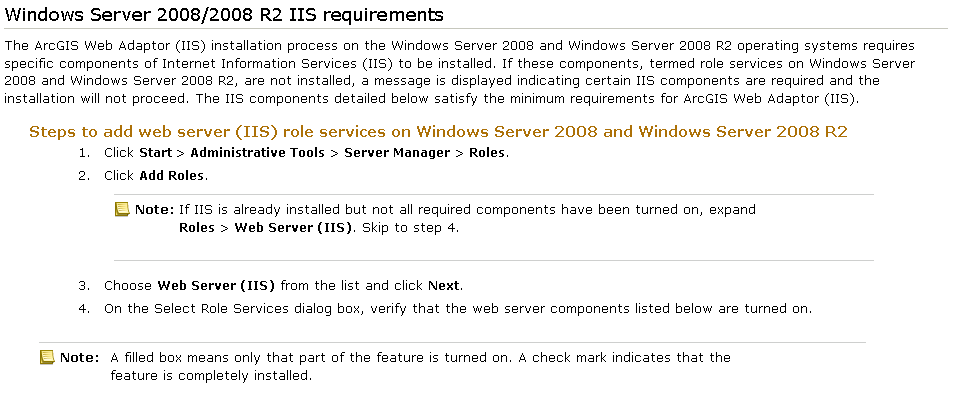 Windows Server 2008/2008 R2 IIS requirements
The ArcGIS Web Adaptor (IIS) installation process on the Windows Server 2008 and Windows Server 2008 R2 operating systems requires
specific components of Internet Information Services (IIS) to be installed. If these components, termed role services on Windows Server
2008 and Windows Server 2008 R2, are not installed, a message is displayed indicating certain IIS components are required and the
installation will not proceed. The IIS components detailed below satisfy the minimum requirements for ArcGIS Web Adaptor (IIS).
Steps to add web server (IIS) role services on Windows Server 2008 and Windows Server 2008 R2
1. Click Start > Administrative Tools > Server Manager > Roles.
2. Click Add Roles.
Note: If IIS is already installed but not all required components have been turned on, expand
Roles > Web Server (IIS). Skip to step 4.
3. Choose Web Server (IIS) from the list and click Next.
4. On the Select Role Services dialog box, verify that the web server components listed below are turned on.
Note: A filled box means only that part of the feature is turned on. A check mark indicates that the
feature is completely installed.